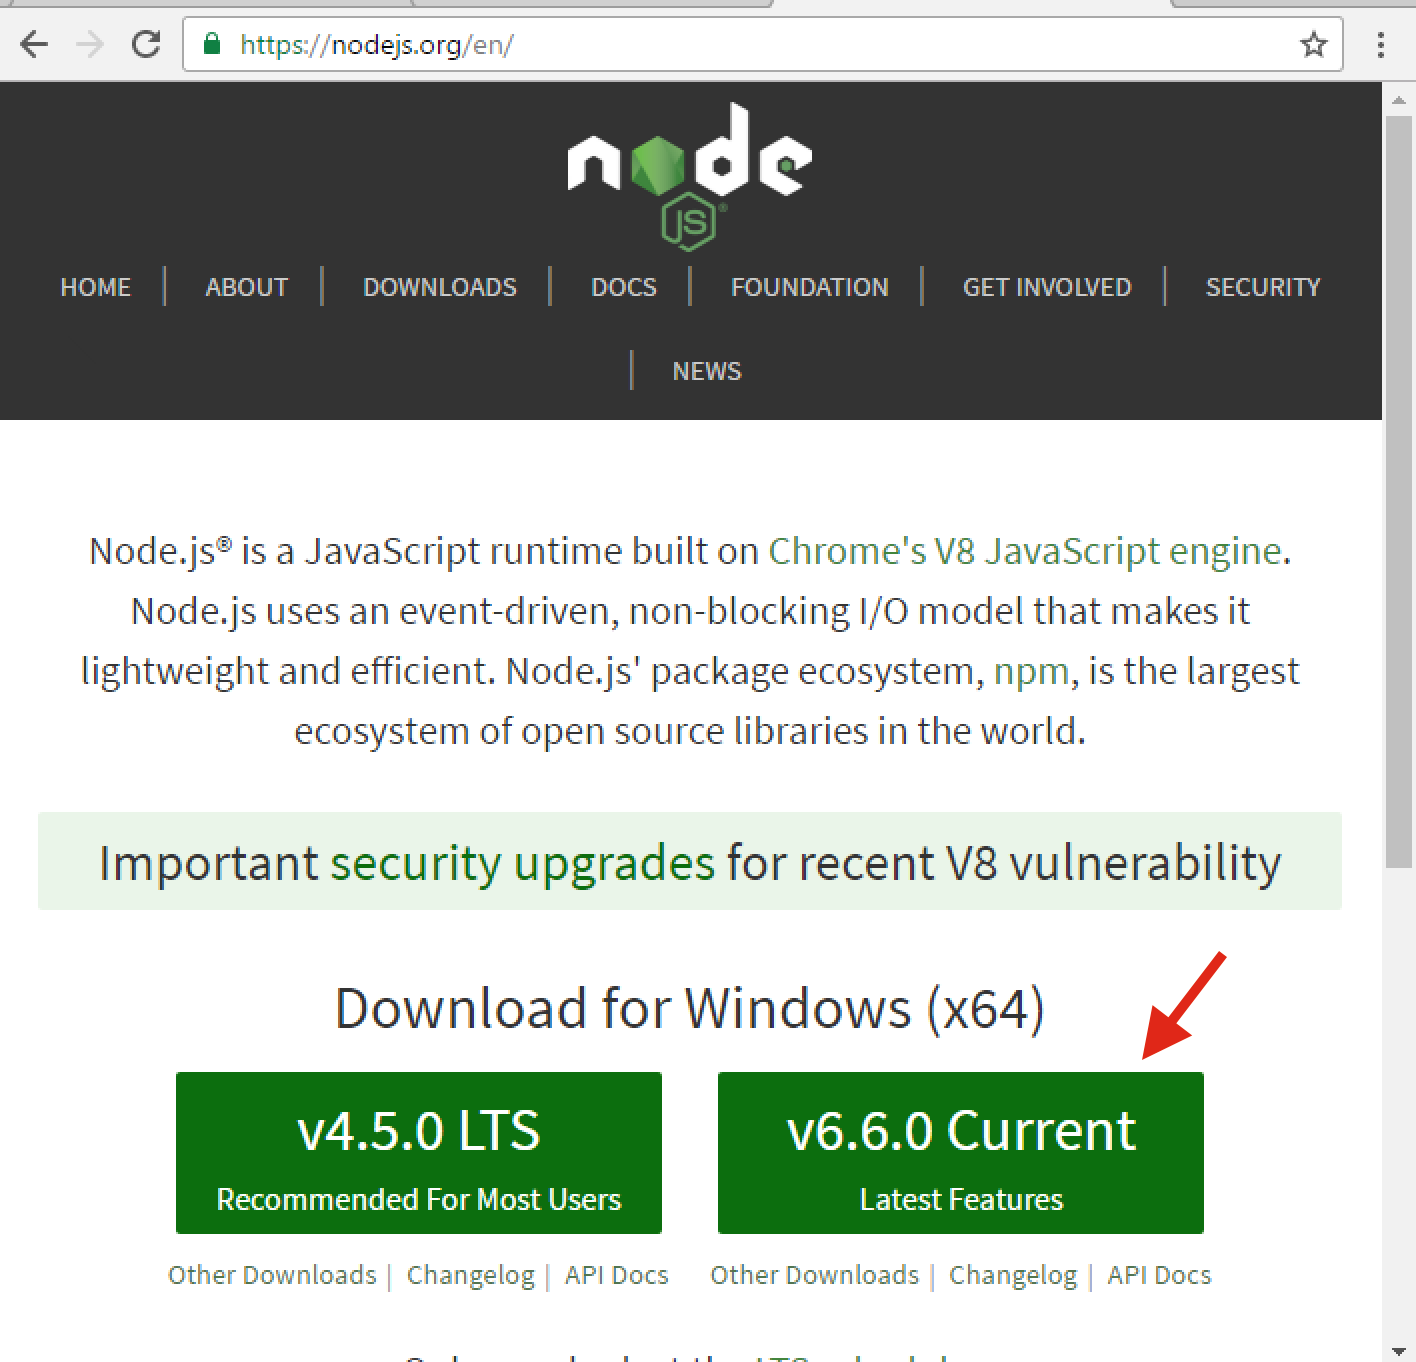 https://nodejs.org/en/
node
JS®
HOME | ABOUT | DOWNLOADS | DOCS | FOUNDATION | GET INVOLVED | SECURITY
| NEWS
Node.js® is a JavaScript runtime built on Chrome's V8 JavaScript engine.
Node.js uses an event-driven, non-blocking I/O model that makes it
lightweight and efficient. Node.js' package ecosystem, npm, is the largest
ecosystem of open source libraries in the world.
Important security upgrades for recent V8 vulnerability
Download for Windows (x64)
v4.5.0 LTS
Recommended For Most Users
v6.6.0 Current
Latest Features
Other Downloads | Changelog | API Docs
Other Downloads | Changelog | API Docs